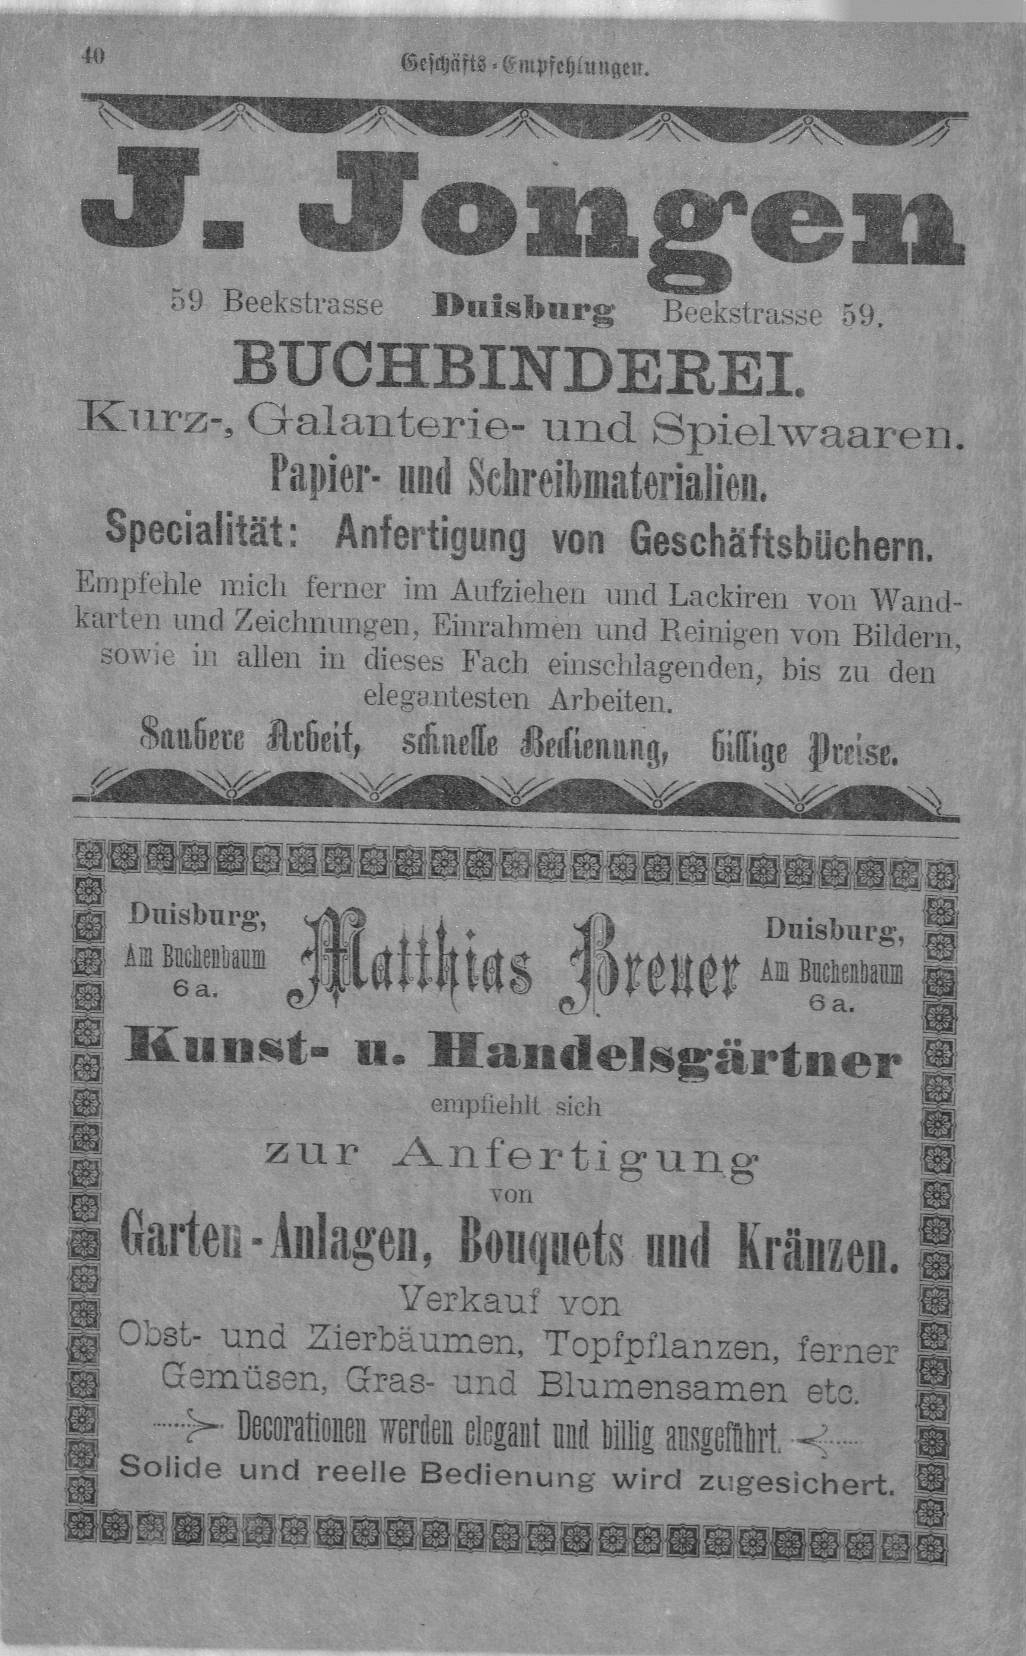 40
Geschäfts-Empfehlungen.
J. Jongen
59 Beekstrasse Duisburg Beekstrasse 59.
BUCHBINDEREI.
Kurz-, Galanterie- und Spielwaaren.
Papier- und Schreibmaterialien.
Specialität: Anfertigung von Geschäftsbüchern.
Empfehle mich ferner im Aufziehen und Lackiren von Wand-
karten und Zeichnungen, Einrahmen und Reinigen von Bildern,
sowie in allen in dieses Fach einschlagenden, bis zu den
elegantesten Arbeiten.
Saubere Arbeit, schnelle Bedienung, billige Preise.
Duisburg,
Am Buchenbaum
6 a.
Matthias Breuer
Duisburg,
Am Buchenbaum
6 a.
Kunst- u. Handelsgärtner
empfiehlt sich
zur Anfertigung
von
Garten-Anlagen, Bouquets und Kränzen.
Verkauf von
Obst- und Zierbäumen, Topfpflanzen, ferner
Gemüsen, Gras- und Blumensamen etc.
Decorationen werden elegant und billig ausgeführt.
Solide und reelle Bedienung wird zugesichert.